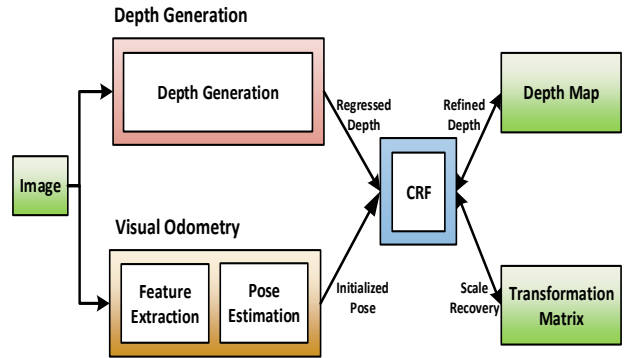 Depth Generation
Depth Generation
Regressed
Depth
Refined
Depth
Depth Map
Image
CRF
Visual Odometry
Feature
Extraction
Pose
Estimation
Initialized
Pose
Scale
Recovery
Transformation
Matrix